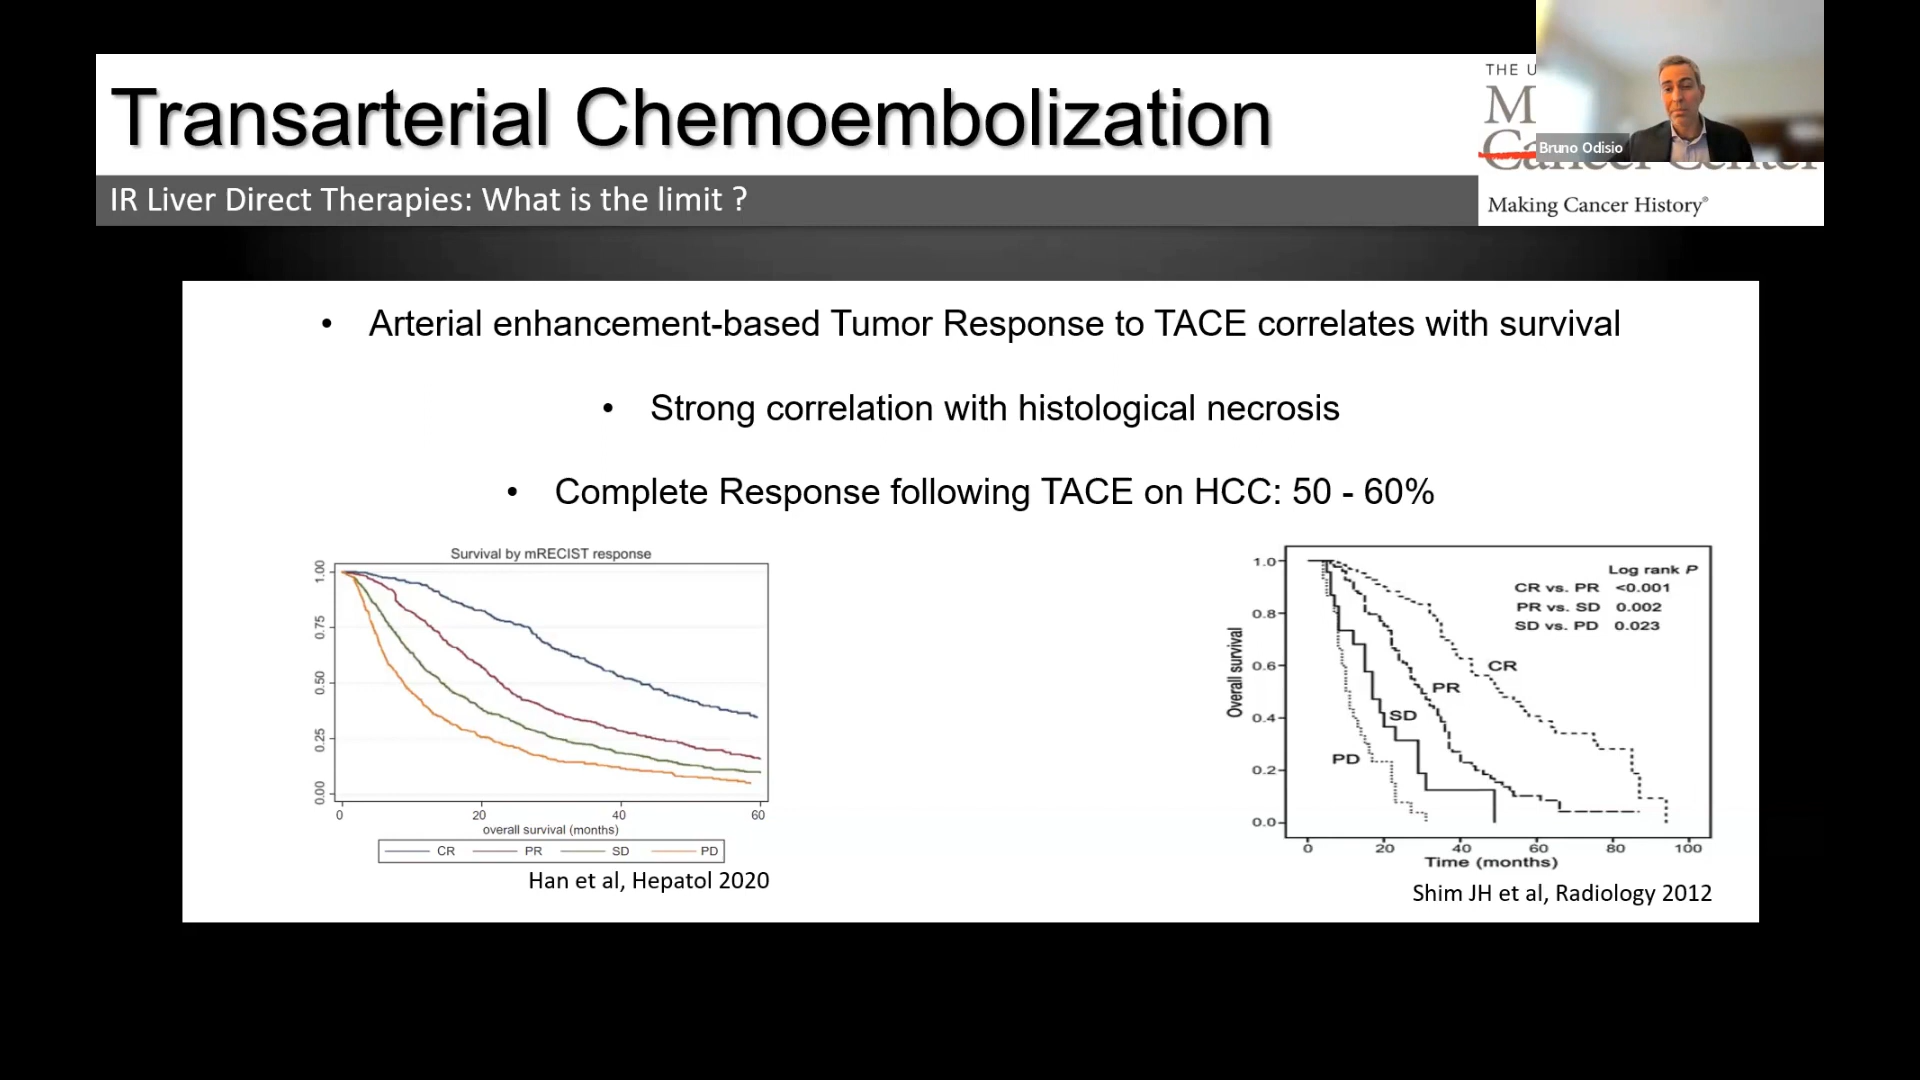 Transarterial Chemoembolization
THE U
M
Cancer Center
Bruno Odisio
IR Liver Direct Therapies: What is the limit ?
Making Cancer History®
• Arterial enhancement-based Tumor Response to TACE correlates with survival
• Strong correlation with histological necrosis
• Complete Response following TACE on HCC: 50 - 60%
Survival by mRECIST response
1.00
0.75
0.50
0.25
0.00
0 20 40 60
overall survival (months)
CR PR SD PD
Han et al, Hepatol 2020
Log rank P
CR vs. PR <0.001
PR vs. SD 0.002
SD vs. PD 0.023
Overall survival
1.0
0.8
0.6
0.4
0.2
0.0
CR
PR
SD
PD
0 20 40 60 80 100
Time (months)
Shim JH et al, Radiology 2012